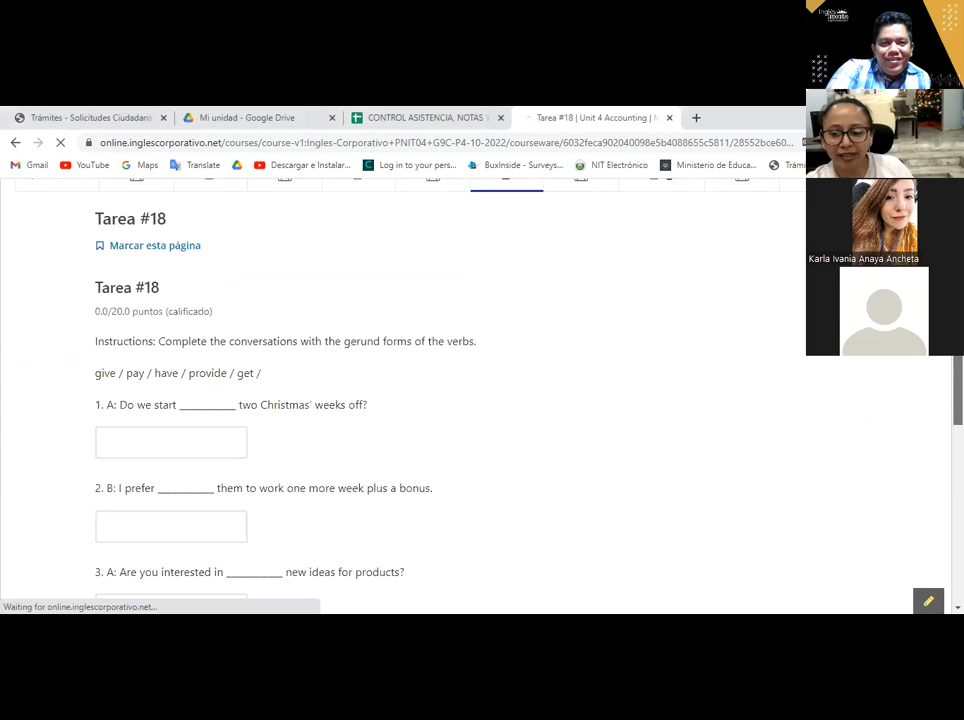 Trámites - Solicitudes Ciudadana
Mi unidad - Google Drive
CONTROL ASISTENCIA, NOTAS Y
Tarea #18 | Unit 4 Accounting |
online.inglescorporativo.net/courses/course-v1:Ingles-Corporativo+PNIT04+G9C-P4-10-2022/courseware/6032feca902040098e5b4088655c5811/28552bce60...
Gmail
YouTube
Maps
Translate
Descargar e Instalar...
Log in to your pers...
BuxInside - Surveys...
NIT Electrónico
Ministerio de Educa...
Trámi
Tarea #18
Marcar esta página
Tarea #18
0.0/20.0 puntos (calificado)
Instructions: Complete the conversations with the gerund forms of the verbs.
give / pay / have / provide / get /
1. A: Do we start __________ two Christmas' weeks off?
2. B: I prefer __________ them to work one more week plus a bonus.
3. A: Are you interested in __________ new ideas for products?
Waiting for online.inglescorporativo.net...
Inglés
Corporativo
Karla Ivania Anaya Ancheta